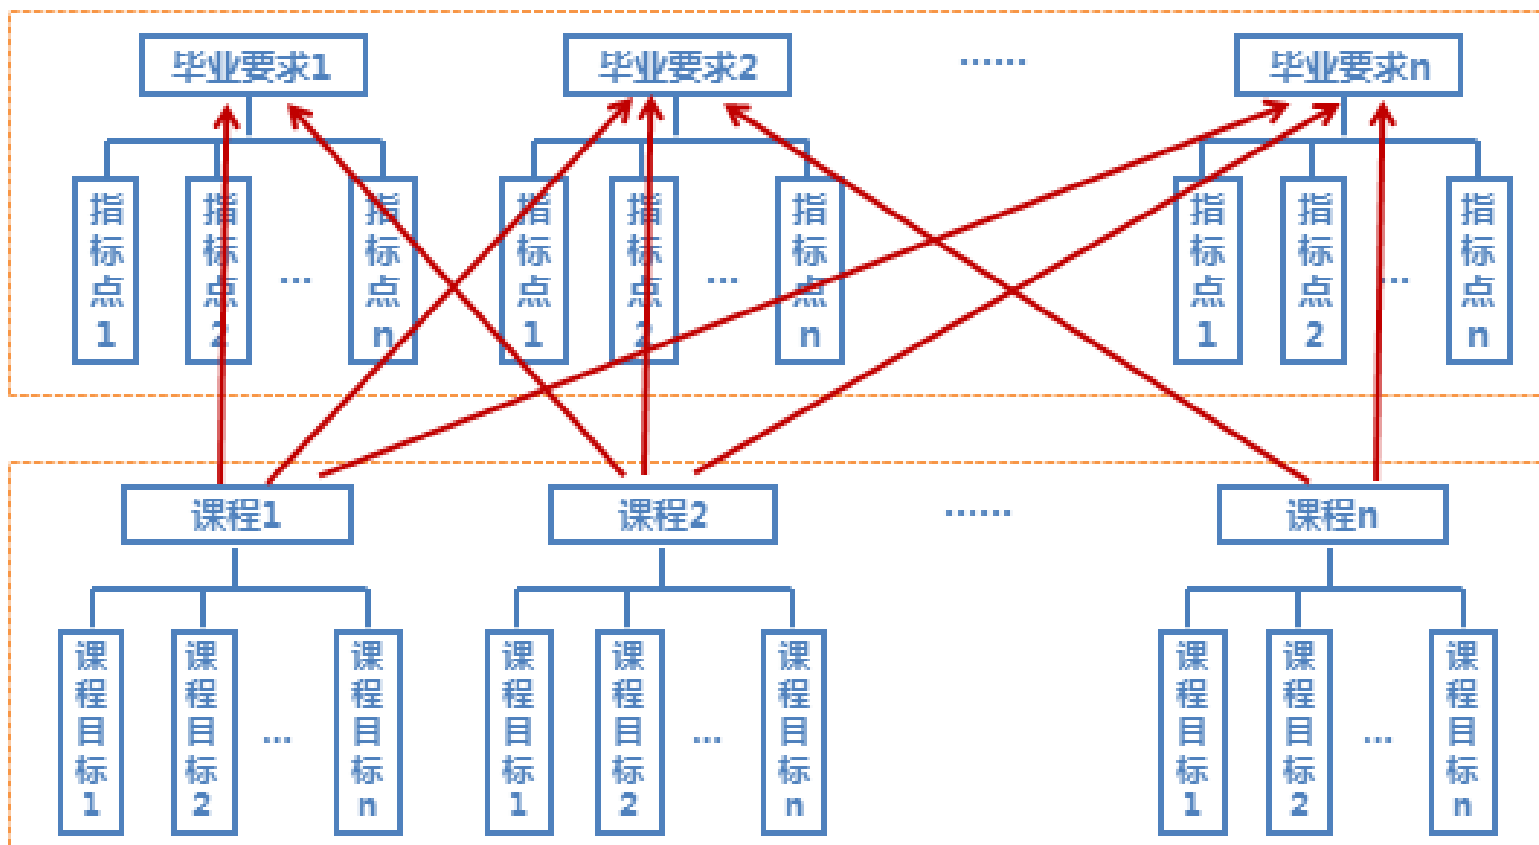 毕业要求1
毕业要求2
……
毕业要求n
指标点1
指标点2
…
指标点n
指标点1
指标点2
…
指标点n
指标点1
指标点2
…
指标点n
课程1
课程2
……
课程n
课程目标1
课程目标2
…
课程目标n
课程目标1
课程目标2
…
课程目标n
课程目标1
课程目标2
…
课程目标n